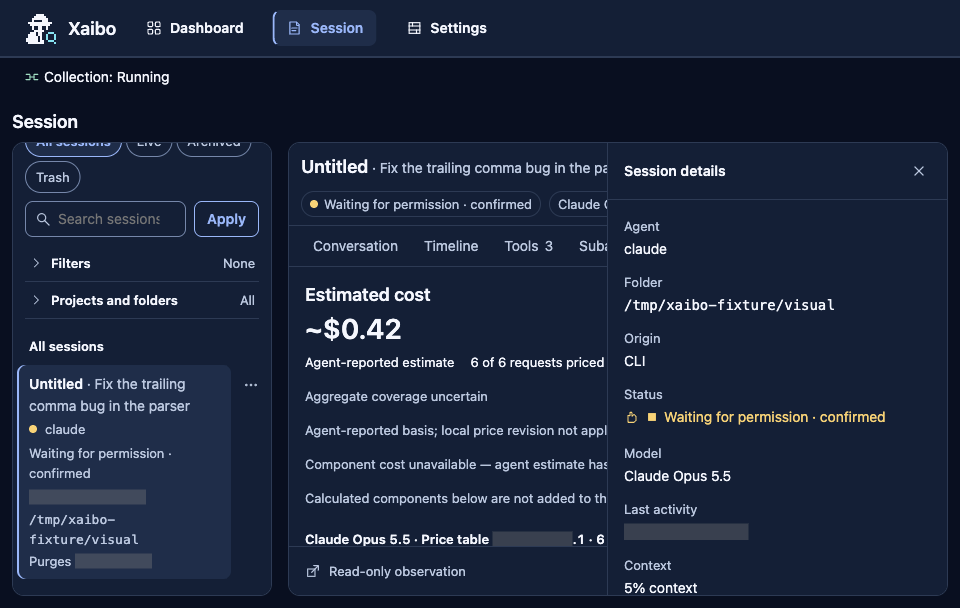 Xaibo
Dashboard
Session
Settings
Collection: Running
Session
All sessions
Live
Archived
Trash
Search sessions
Apply
Filters
None
Projects and folders
All
All sessions
Untitled · Fix the trailing
comma bug in the parser
claude
Waiting for permission ·
confirmed
/tmp/xaibo-
fixture/visual
Purges
Untitled · Fix the trailing comma bug in the pa
Waiting for permission · confirmed
Claude
Conversation
Timeline
Tools 3
Suba
Estimated cost
~$0.42
Agent-reported estimate 6 of 6 requests priced
Aggregate coverage uncertain
Agent-reported basis; local price revision not appl
Component cost unavailable — agent estimate has
Calculated components below are not added to th
Claude Opus 5.5 · Price table .1 · 6
Read-only observation
Session details
Agent
claude
Folder
/tmp/xaibo-fixture/visual
Origin
CLI
Status
Waiting for permission · confirmed
Model
Claude Opus 5.5
Last activity
Context
5% context